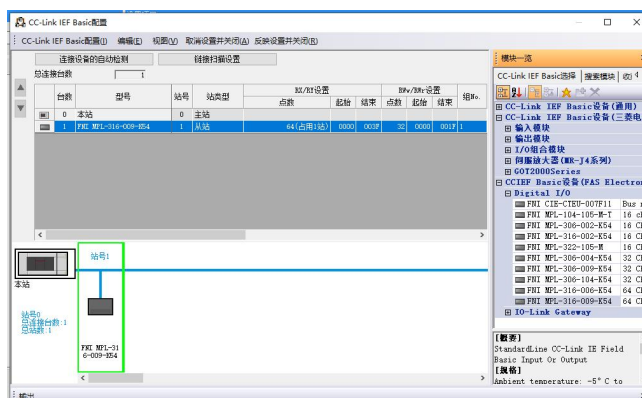 CC-Link IEF Basic配置
CC-Link IEF Basic配置(I) 编辑(E) 视图(V) 取消设置并关闭(A) 反映设置并关闭(R)
连接设备的自动检测 链接扫描设置
总连接台数 1
台数 型号 站号 站类型 RX/RY设置 RWw/RWr设置 组No.
点数 起始 结束 点数 起始 结束
0 本站 0 主站
1 FNI MPL-316-009-K54 1 从站 64(占用1站) 0000 003F 32 0000 001F 1
站号1
本站
站号0
总连接台数:1
总站数:1
FNI MPL-31
6-009-K54
输出
模块一览
CC-Link IEF Basic选择 搜索模块
CC-Link IEF Basic设备(通用)
CC-Link IEF Basic设备(三菱电
输入模块
输出模块
I/O组合模块
伺服放大器(MR-J4系列)
GOT2000Series
CCIEF Basic设备(FAS Electron
Digital I/O
FNI CIE-CTEU-007F11 Bus
FNI MPL-104-105-M-T 16
FNI MPL-306-002-K54 16 C
FNI MPL-316-002-K54 16 C
FNI MPL-322-105-M 16 C
FNI MPL-306-004-K54 32 C
FNI MPL-306-009-K54 32 C
FNI MPL-306-104-K54 32 C
FNI MPL-316-006-K54 64 C
FNI MPL-316-009-K54 64 C
IO-Link Gateway
[概要]
StandardLine CC-Link IE Field
Basic Input Or Output
[规格]
Ambient temperature: -5°C to